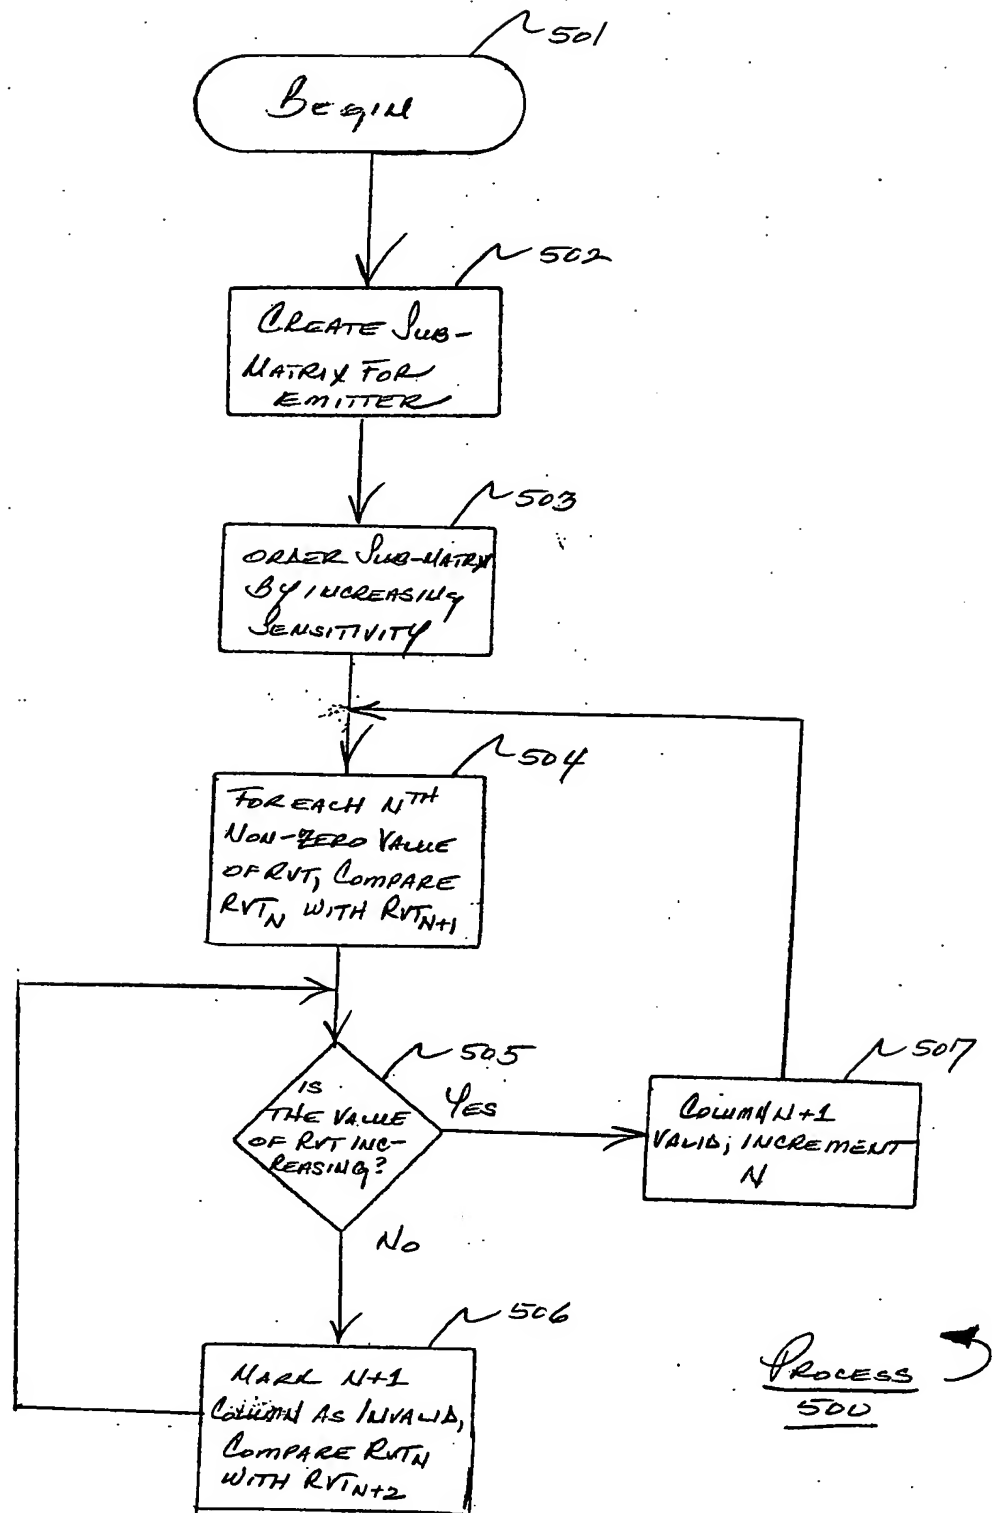 501
BEGIN
502
CREATE SUB-
MATRIX FOR
EMITTER
503
ORDER SUB-MATRIX
BY INCREASING
SENSITIVITY
504
FOR EACH NTH
NON-ZERO VALUE
OF RVT, COMPARE
RVTN WITH RVTN+1
505
IS
THE VALUE
OF RVT INC-
REASING?
YES
507
COLUMN N+1
VALID; INCREMENT
N
NO
506
MARK N+1
COLUMN AS INVALID,
COMPARE RVTN
WITH RVTN+2
PROCESS
500